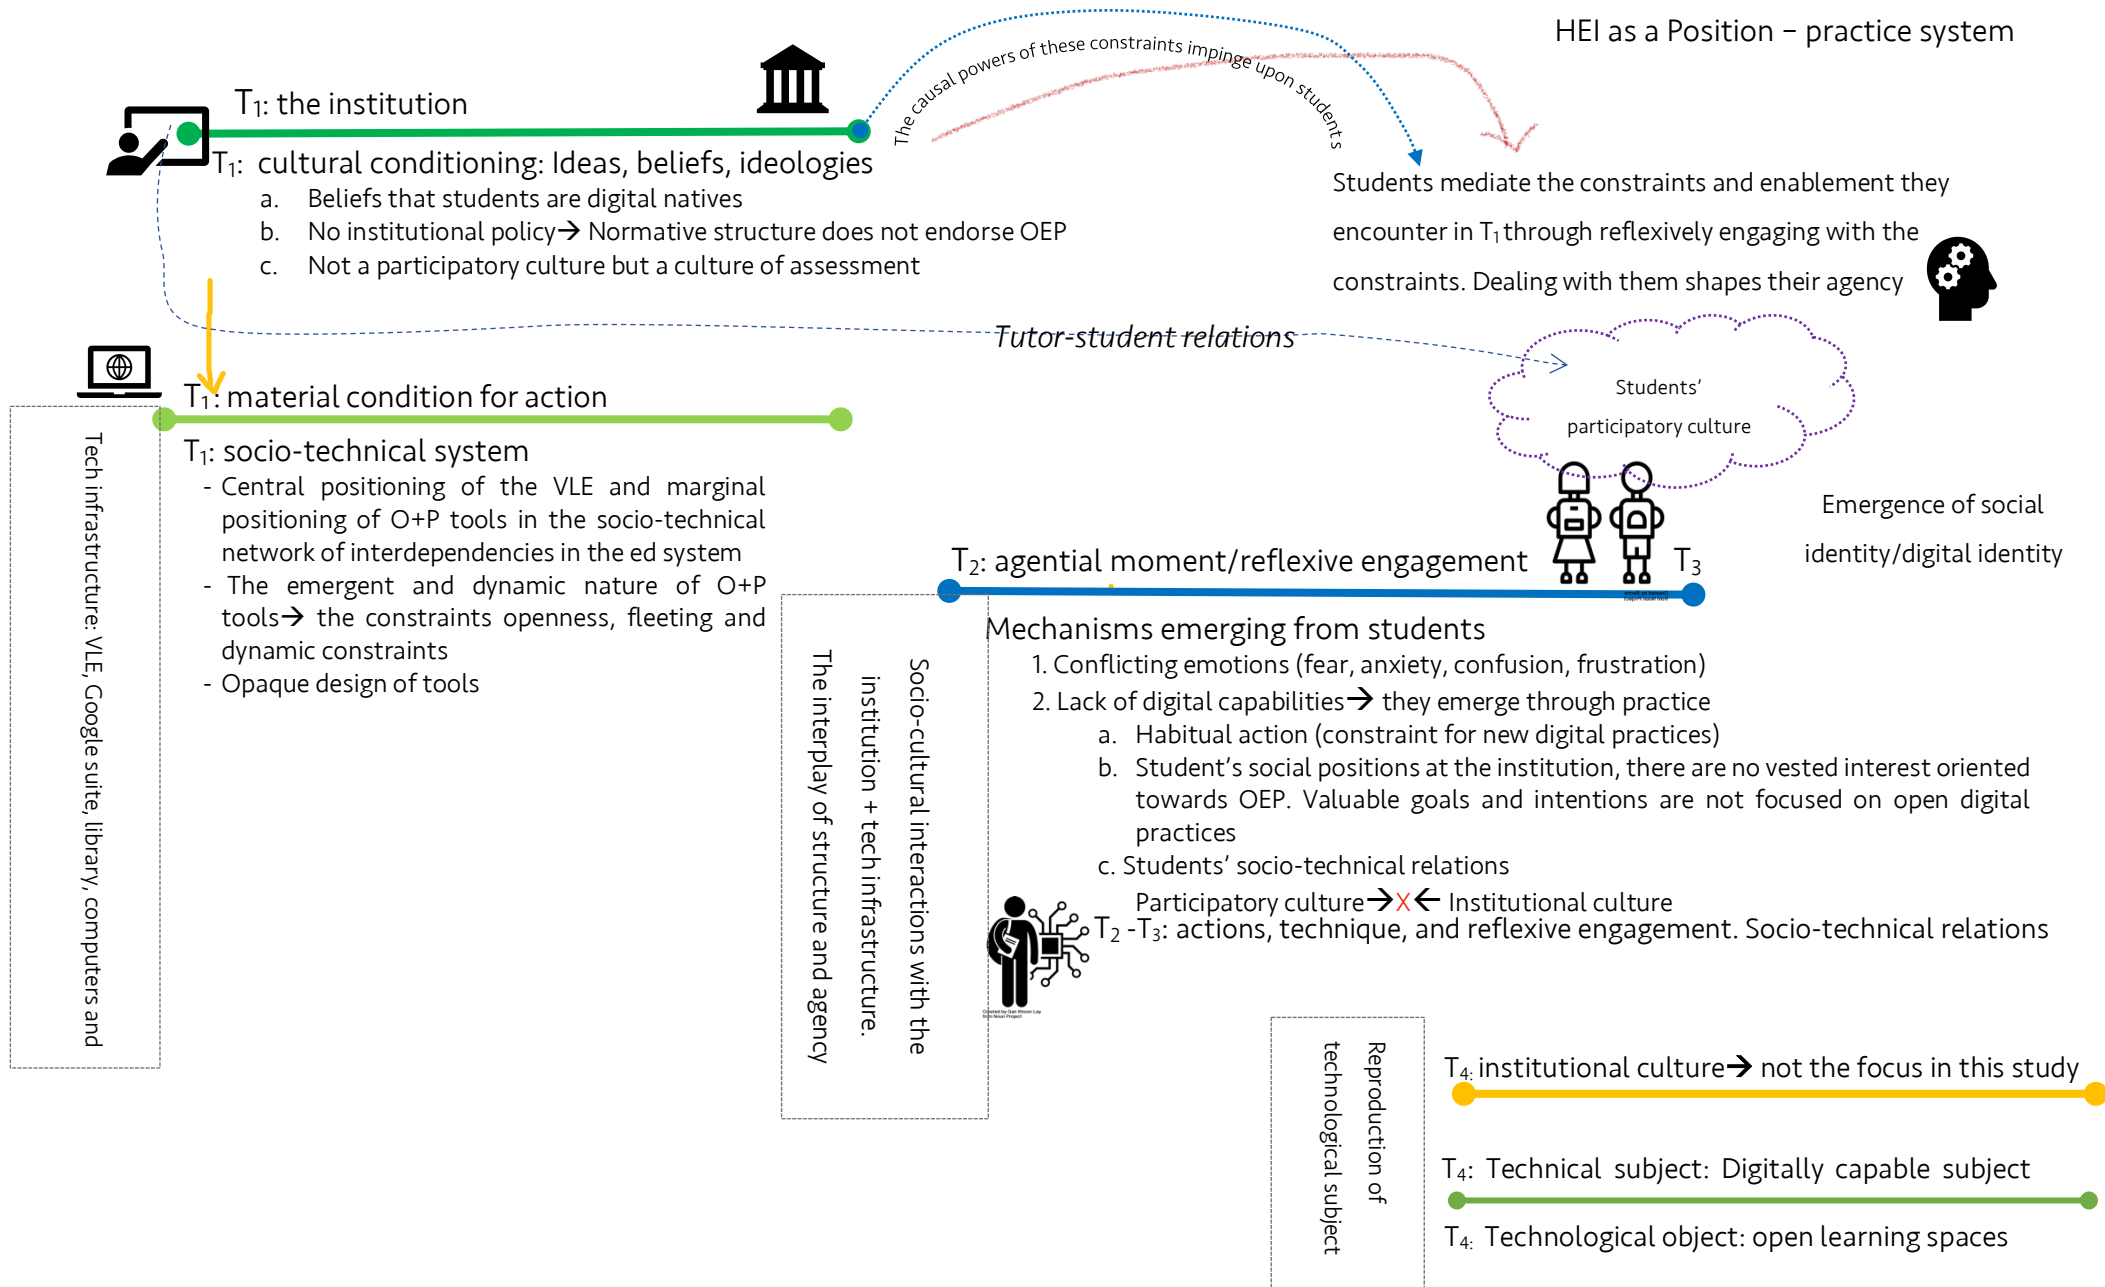 HEI as a Position – practice system
The causal powers of these constraints impinge upon students
T1: the institution
T1: cultural conditioning: Ideas, beliefs, ideologies
a. Beliefs that students are digital natives
b. No institutional policy→ Normative structure does not endorse OEP
c. Not a participatory culture but a culture of assessment
Students mediate the constraints and enablement they
encounter in T1 through reflexively engaging with the
constraints. Dealing with them shapes their agency
Tutor-student relations
Students'
participatory culture
T1: material condition for action
T1: socio-technical system
- Central positioning of the VLE and marginal
positioning of O+P tools in the socio-technical
network of interdependencies in the ed system
- The emergent and dynamic nature of O+P
tools→ the constraints openness, fleeting and
dynamic constraints
- Opaque design of tools
Tech infrastructure: VLE, Google suite, library, computers and
Emergence of social
identity/digital identity
T2: agential moment/reflexive engagement
T3
Mechanisms emerging from students
1. Conflicting emotions (fear, anxiety, confusion, frustration)
2. Lack of digital capabilities→ they emerge through practice
a. Habitual action (constraint for new digital practices)
b. Student's social positions at the institution, there are no vested interest oriented
towards OEP. Valuable goals and intentions are not focused on open digital
practices
c. Students' socio-technical relations
Participatory culture→X← Institutional culture
T2 -T3: actions, technique, and reflexive engagement. Socio-technical relations
Socio-cultural interactions with the
institution + tech infrastructure.
The interplay of structure and agency
Created by Gan Khoon Lay
from Noun Project
Reproduction of
technological subject
T4: institutional culture→ not the focus in this study
T4: Technical subject: Digitally capable subject
T4: Technological object: open learning spaces